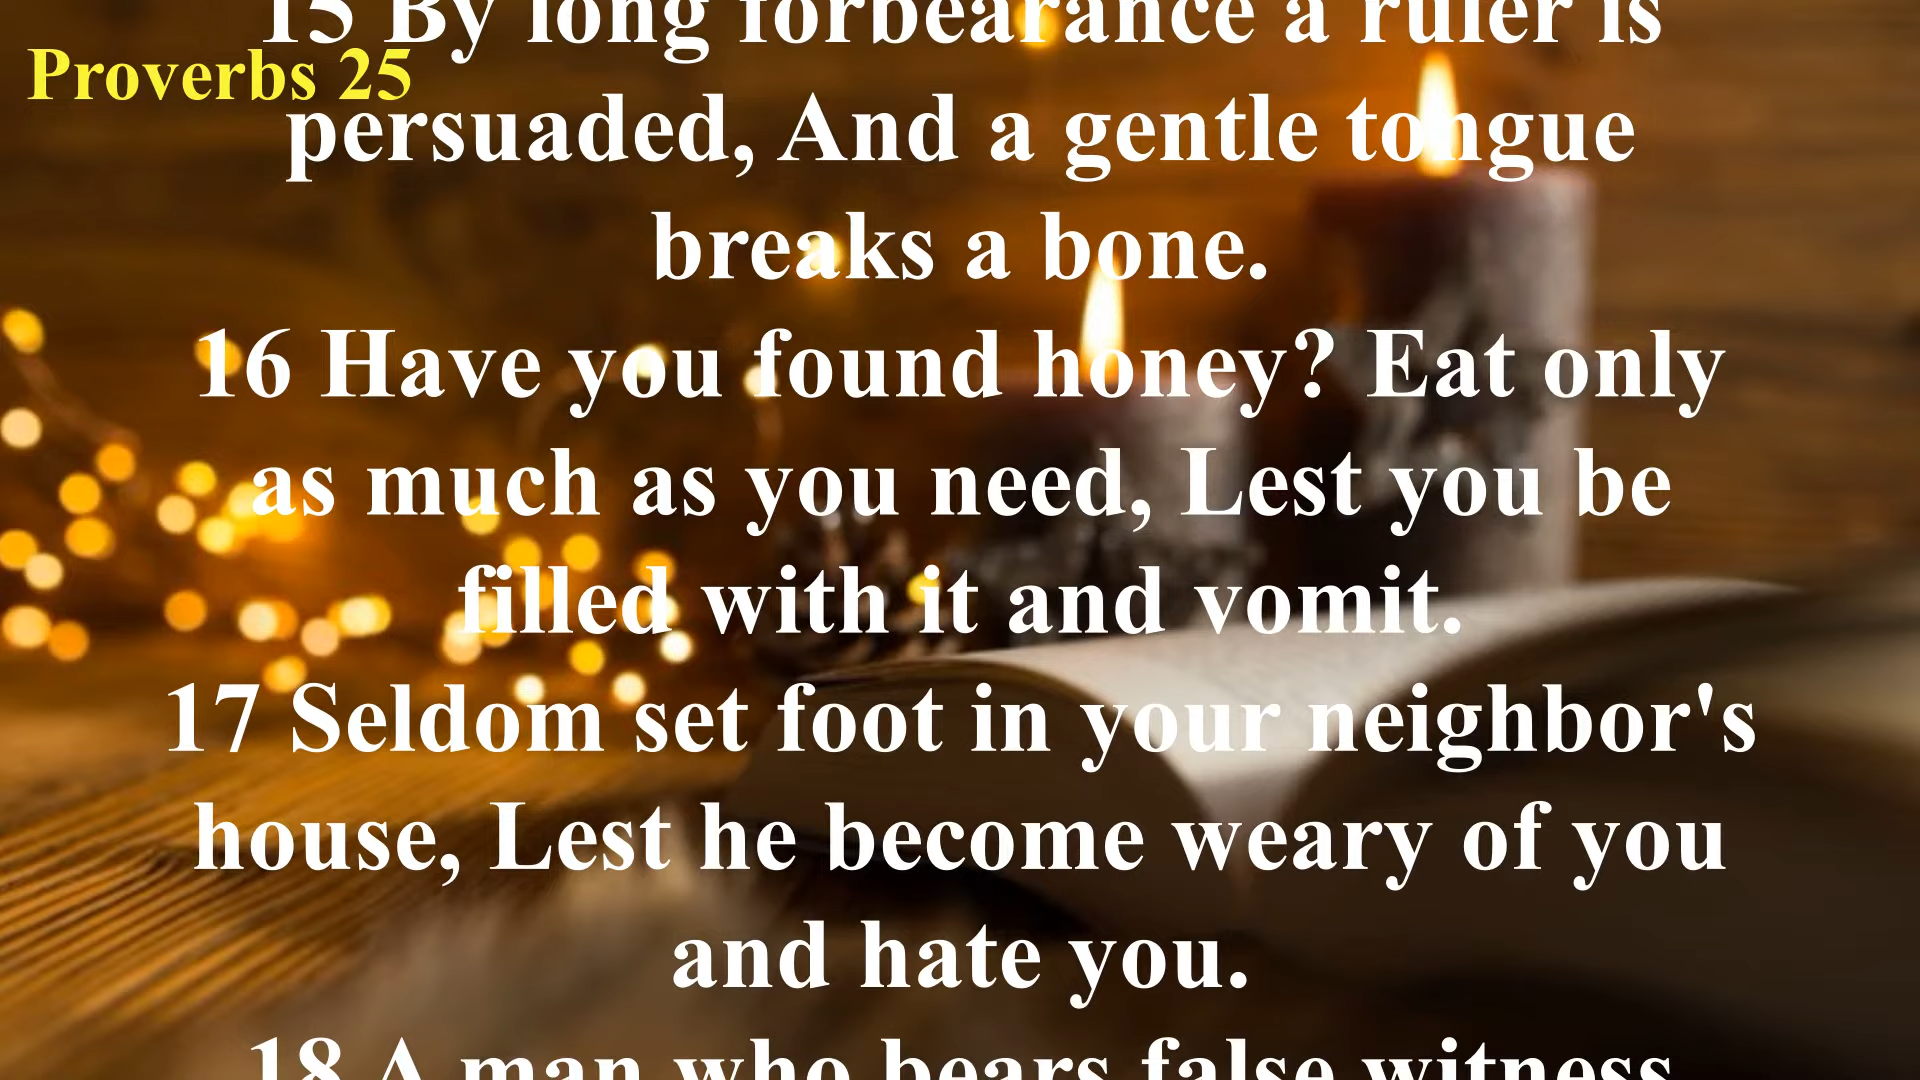 15 By long forbearance a ruler is
Proverbs 25
persuaded, And a gentle tongue
breaks a bone.
16 Have you found honey? Eat only
as much as you need, Lest you be
filled with it and vomit.
17 Seldom set foot in your neighbor's
house, Lest he become weary of you
and hate you.
18 A man who bears false witness